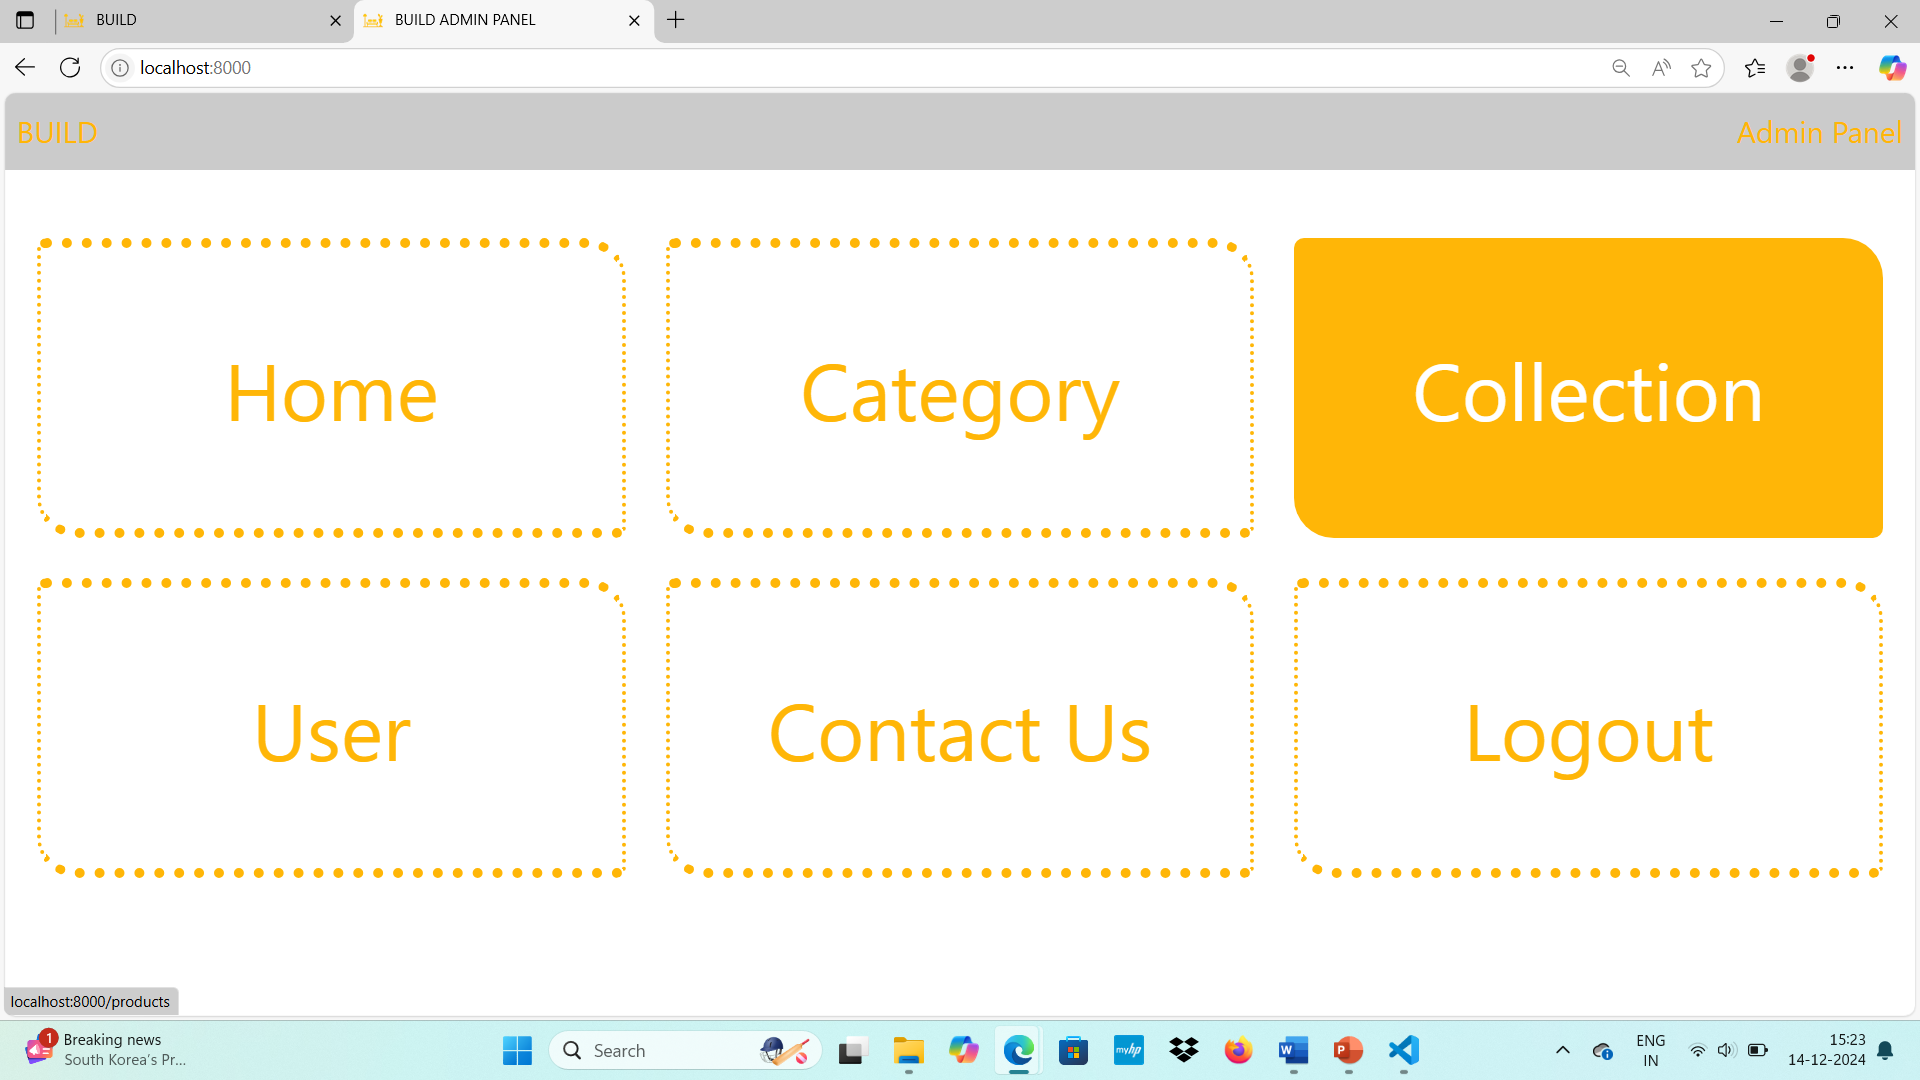 BUILD
BUILD ADMIN PANEL
localhost:8000
BUILD
Admin Panel
Home
Category
Collection
User
Contact Us
Logout
localhost:8000/products
1
Breaking news
South Korea's Pr...
Search
myhp
W
P
ENG
IN
15:23
14-12-2024